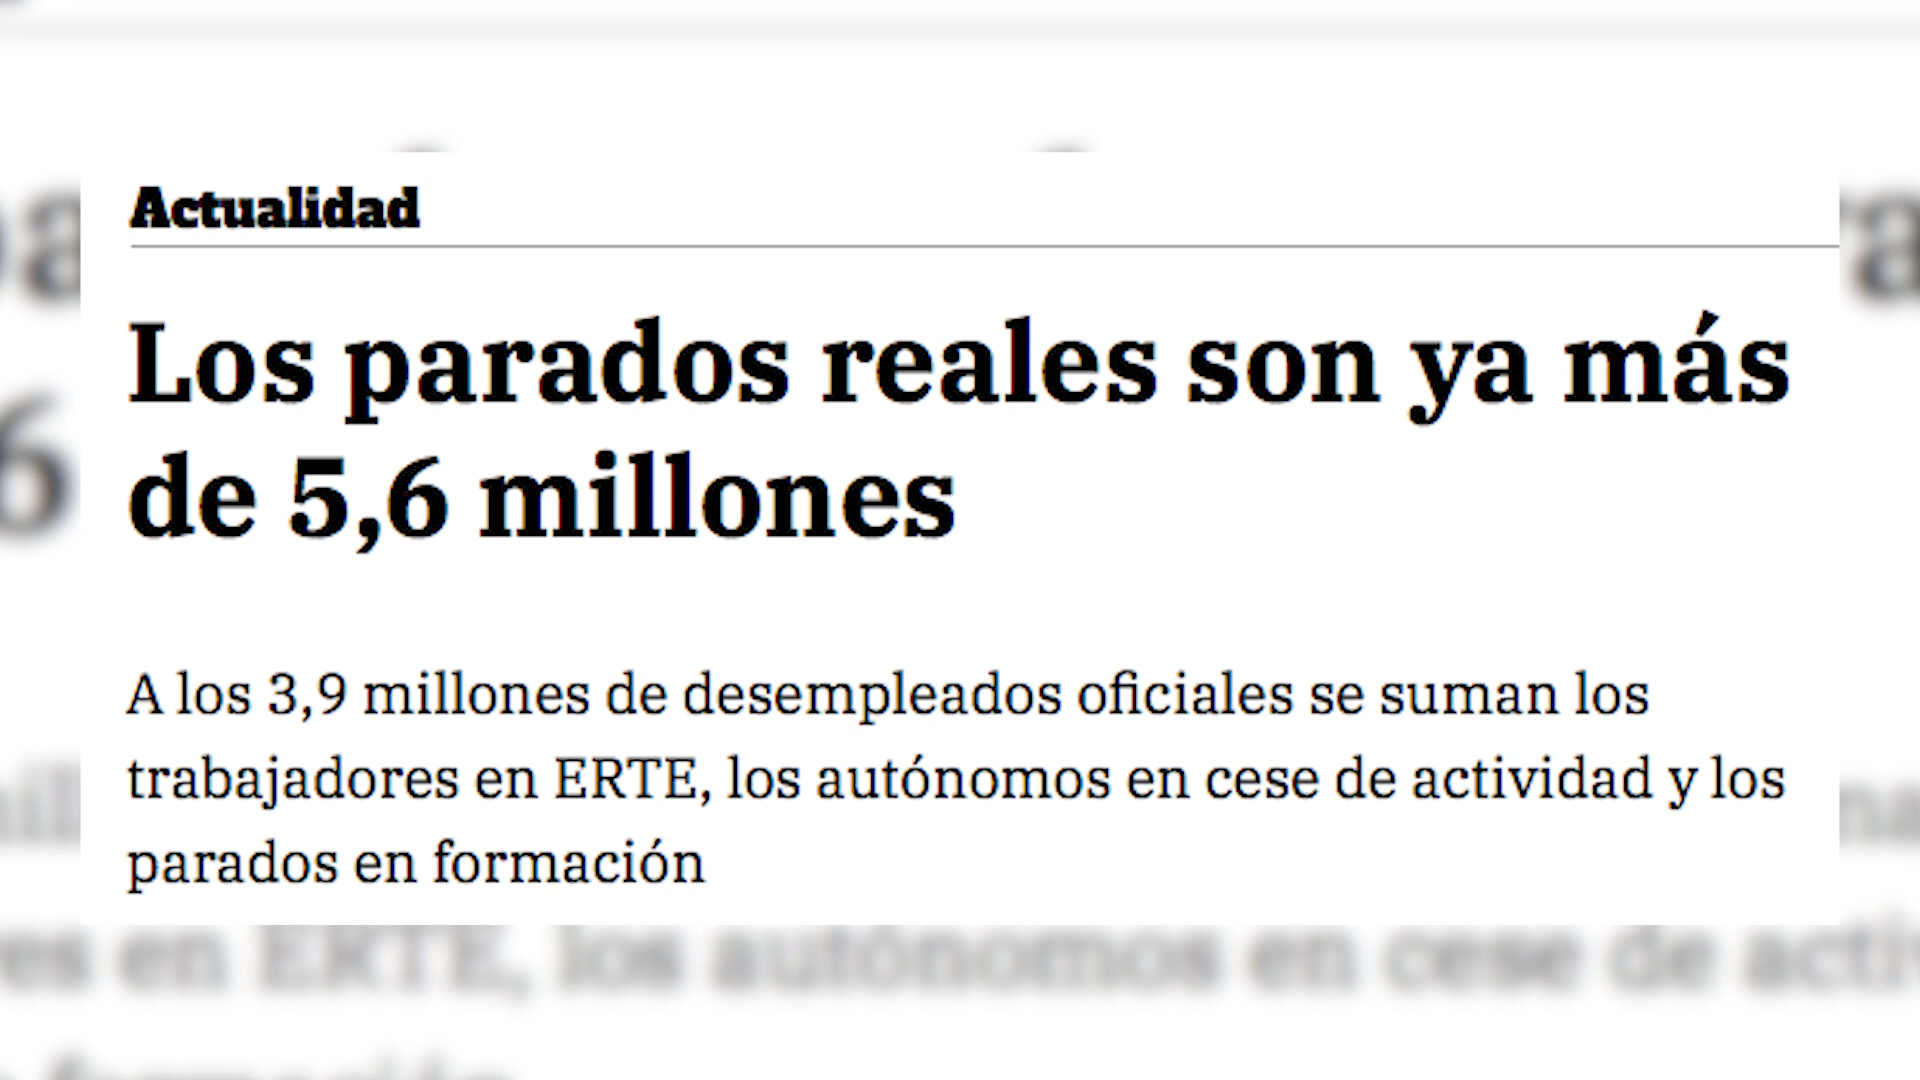 Actualidad
Los parados reales son ya más
de 5,6 millones
A los 3,9 millones de desempleados oficiales se suman los
trabajadores en ERTE, los autónomos en cese de actividad y los
parados en formación